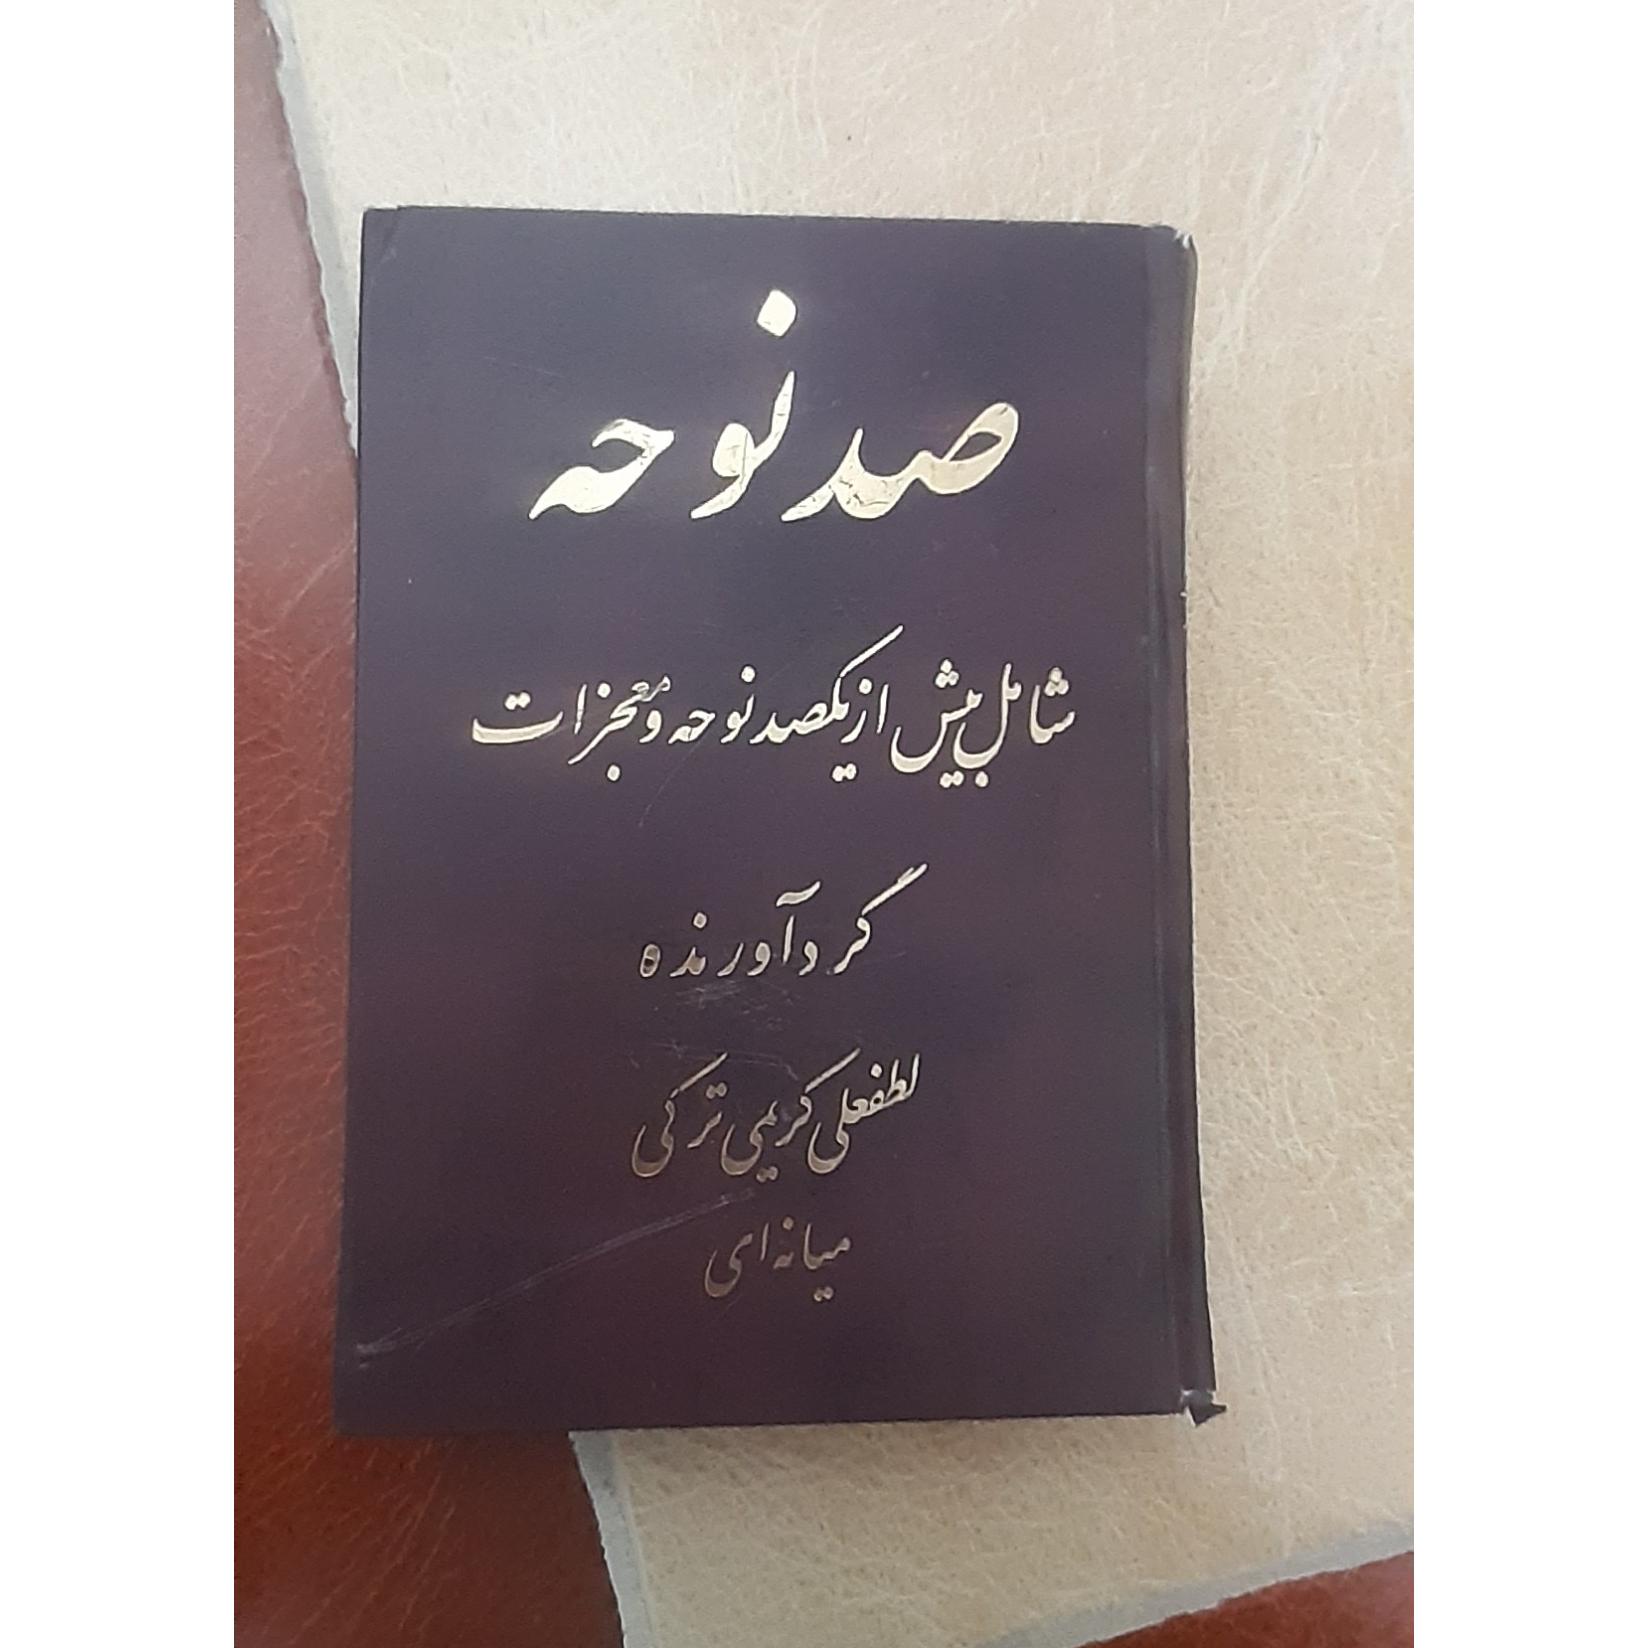 صد نوحه
شامل بیش از یکصد نوحه و معجزات
گردآورنده
لطفعلی کریمی ترکی
میانه ای